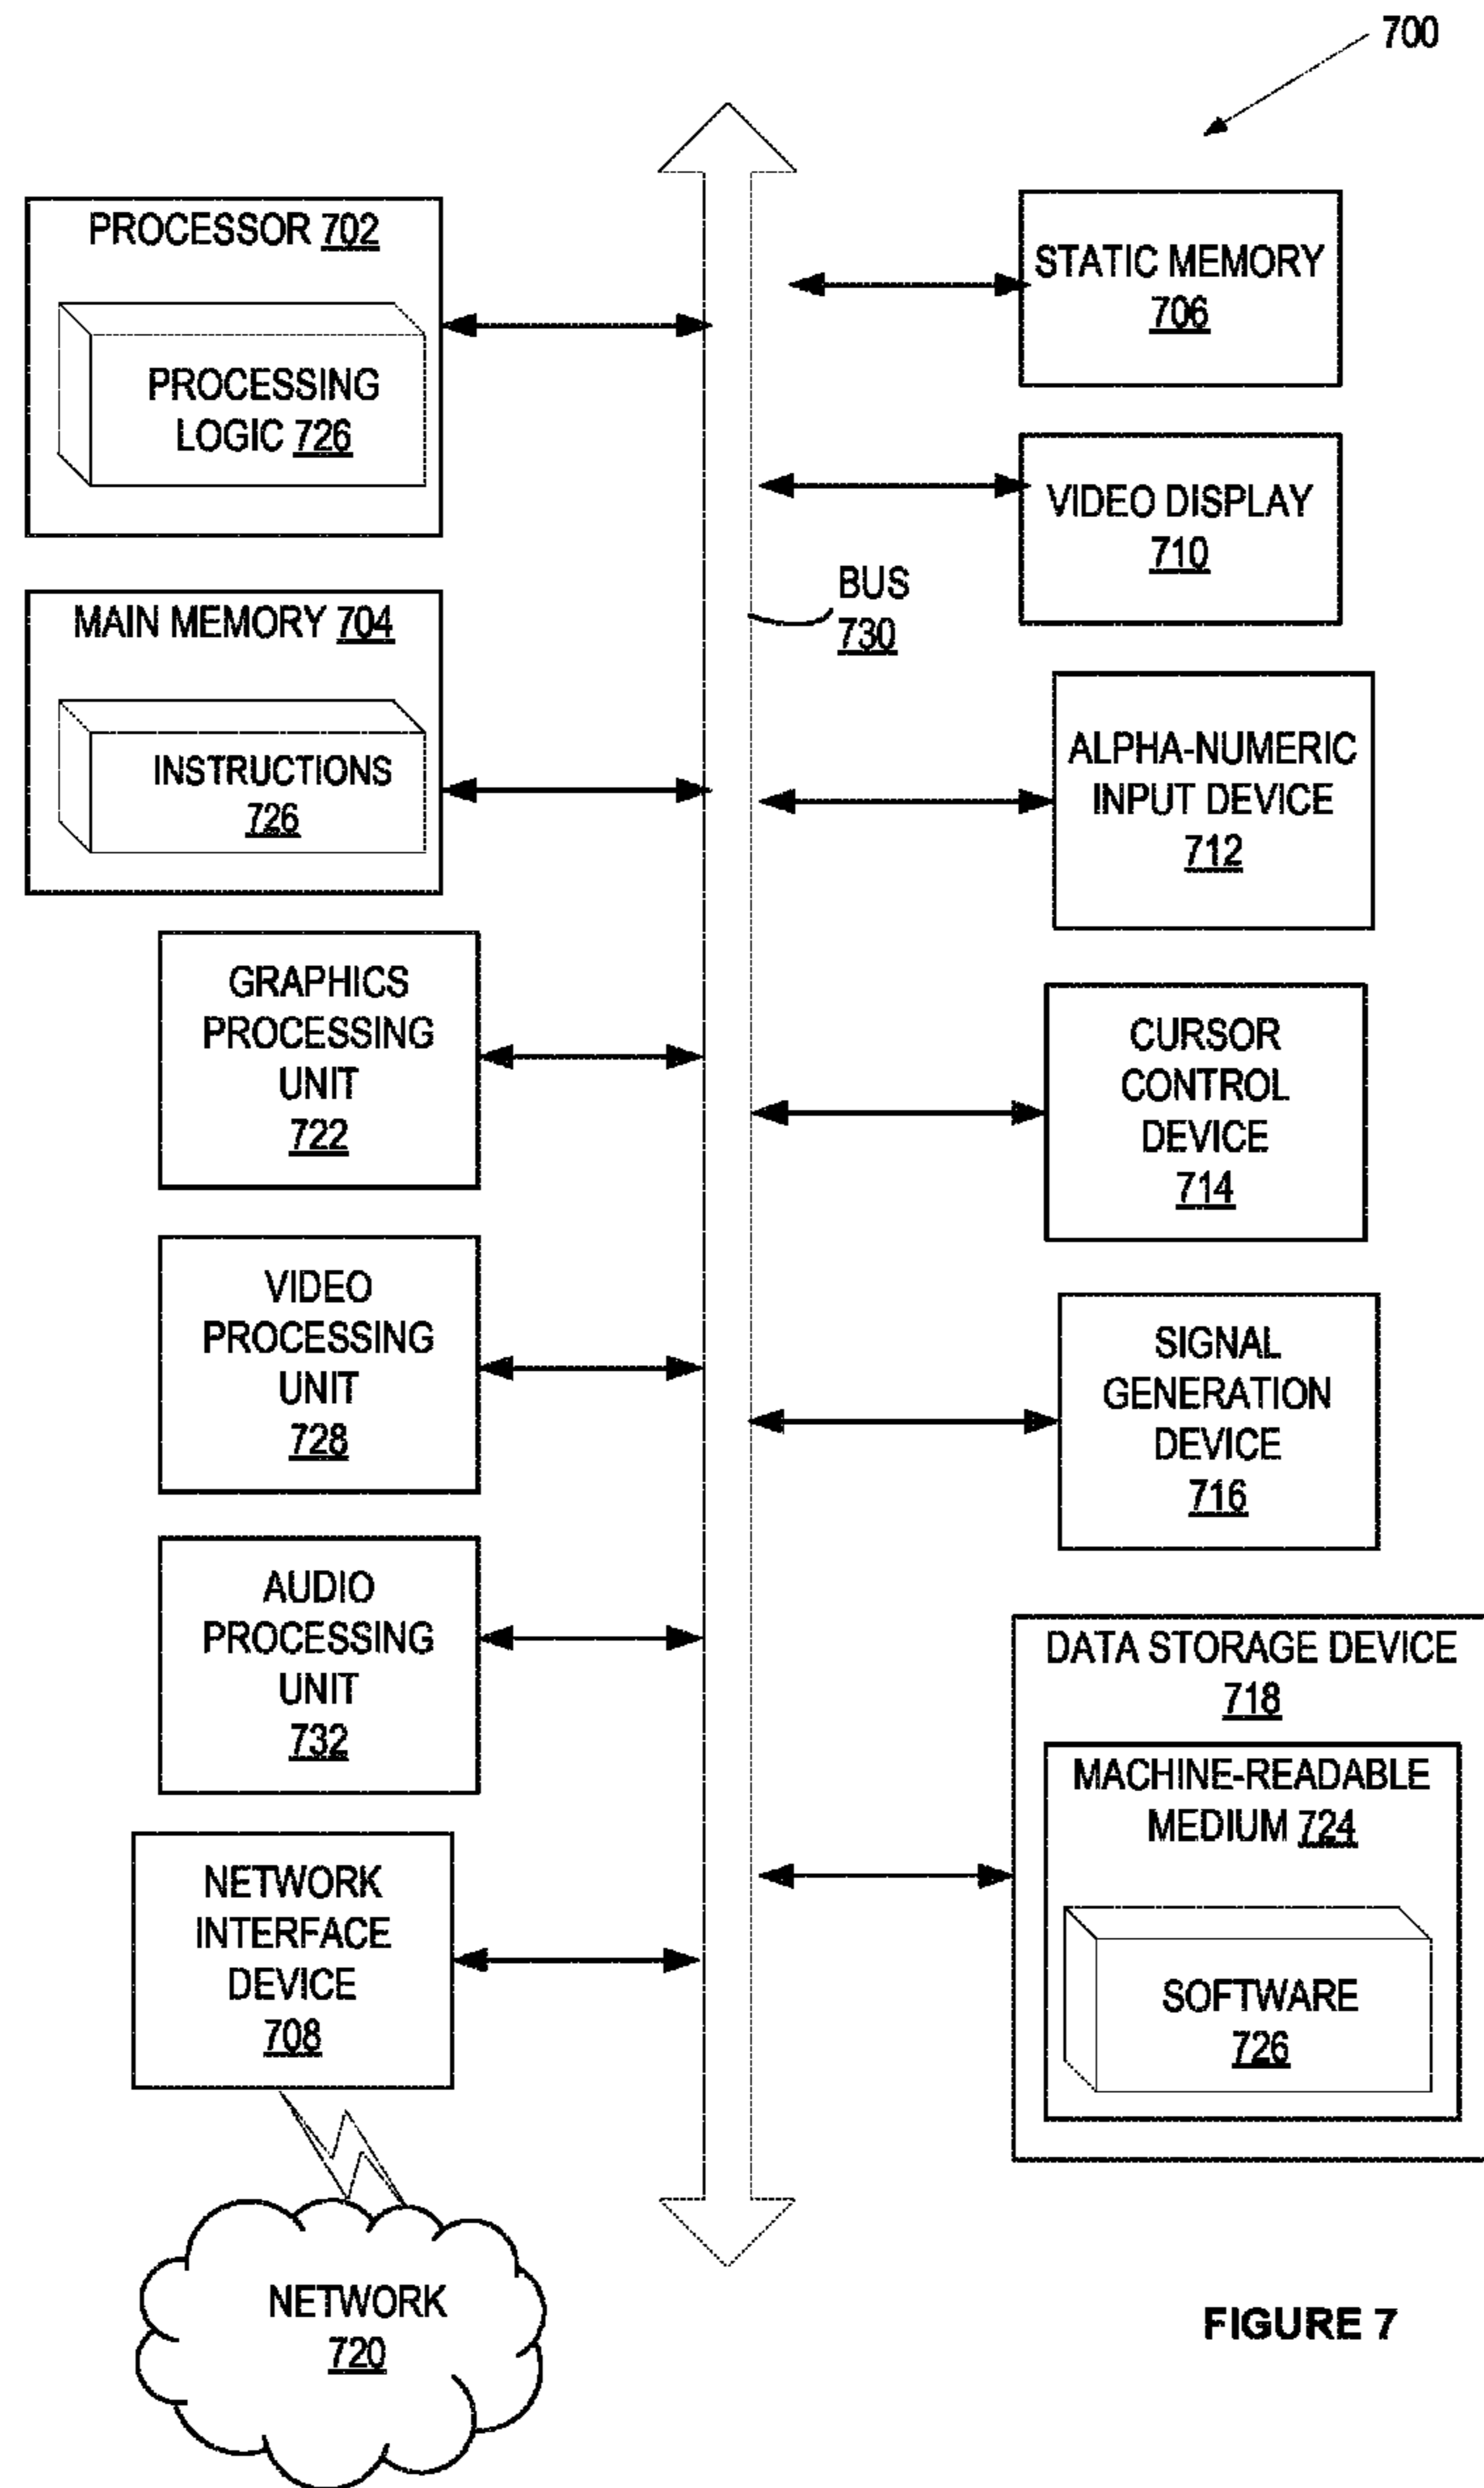 700
PROCESSOR 702
PROCESSING
LOGIC 726
MAIN MEMORY 704
INSTRUCTIONS
726
GRAPHICS
PROCESSING
UNIT
722
VIDEO
PROCESSING
UNIT
728
AUDIO
PROCESSING
UNIT
732
NETWORK
INTERFACE
DEVICE
708
NETWORK
720
BUS
730
STATIC MEMORY
706
VIDEO DISPLAY
710
ALPHA-NUMERIC
INPUT DEVICE
712
CURSOR
CONTROL
DEVICE
714
SIGNAL
GENERATION
DEVICE
716
DATA STORAGE DEVICE
718
MACHINE-READABLE
MEDIUM 724
SOFTWARE
726
FIGURE 7